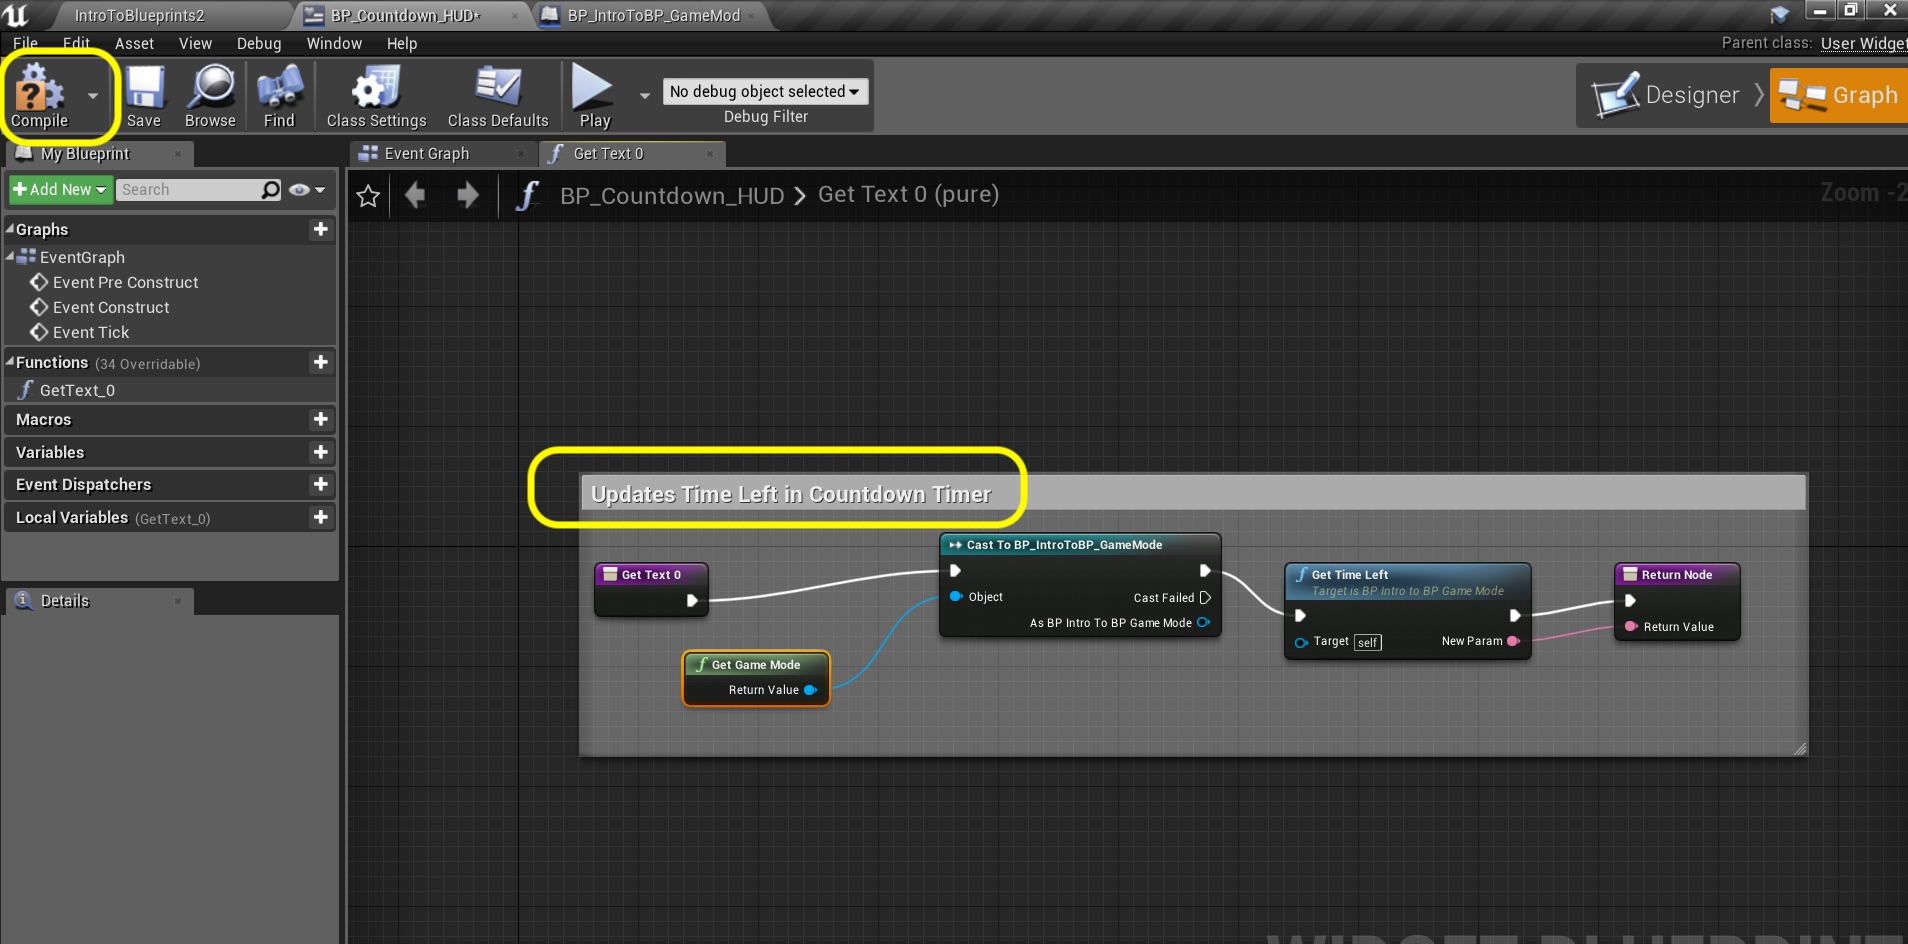 IntroToBlueprints2
BP_Countdown_HUD*
BP_IntroToBP_GameMod
File Edit Asset View Debug Window Help
Parent class: User Widget
Compile
Save
Browse
Find
Class Settings
Class Defaults
Play
No debug object selected
Debug Filter
Designer
Graph
My Blueprint
Event Graph
Get Text 0
Add New
Search
BP_Countdown_HUD > Get Text 0 (pure)
Zoom -2
Graphs
EventGraph
Event Pre Construct
Event Construct
Event Tick
Functions (34 Overridable)
GetText_0
Macros
Variables
Event Dispatchers
Local Variables (GetText_0)
Details
Updates Time Left in Countdown Timer
Get Text 0
Get Game Mode
Return Value
Cast To BP_IntroToBP_GameMode
Object
Cast Failed
As BP Intro To BP Game Mode
Get Time Left
Target is BP Intro to BP Game Mode
Target self
New Param
Return Node
Return Value